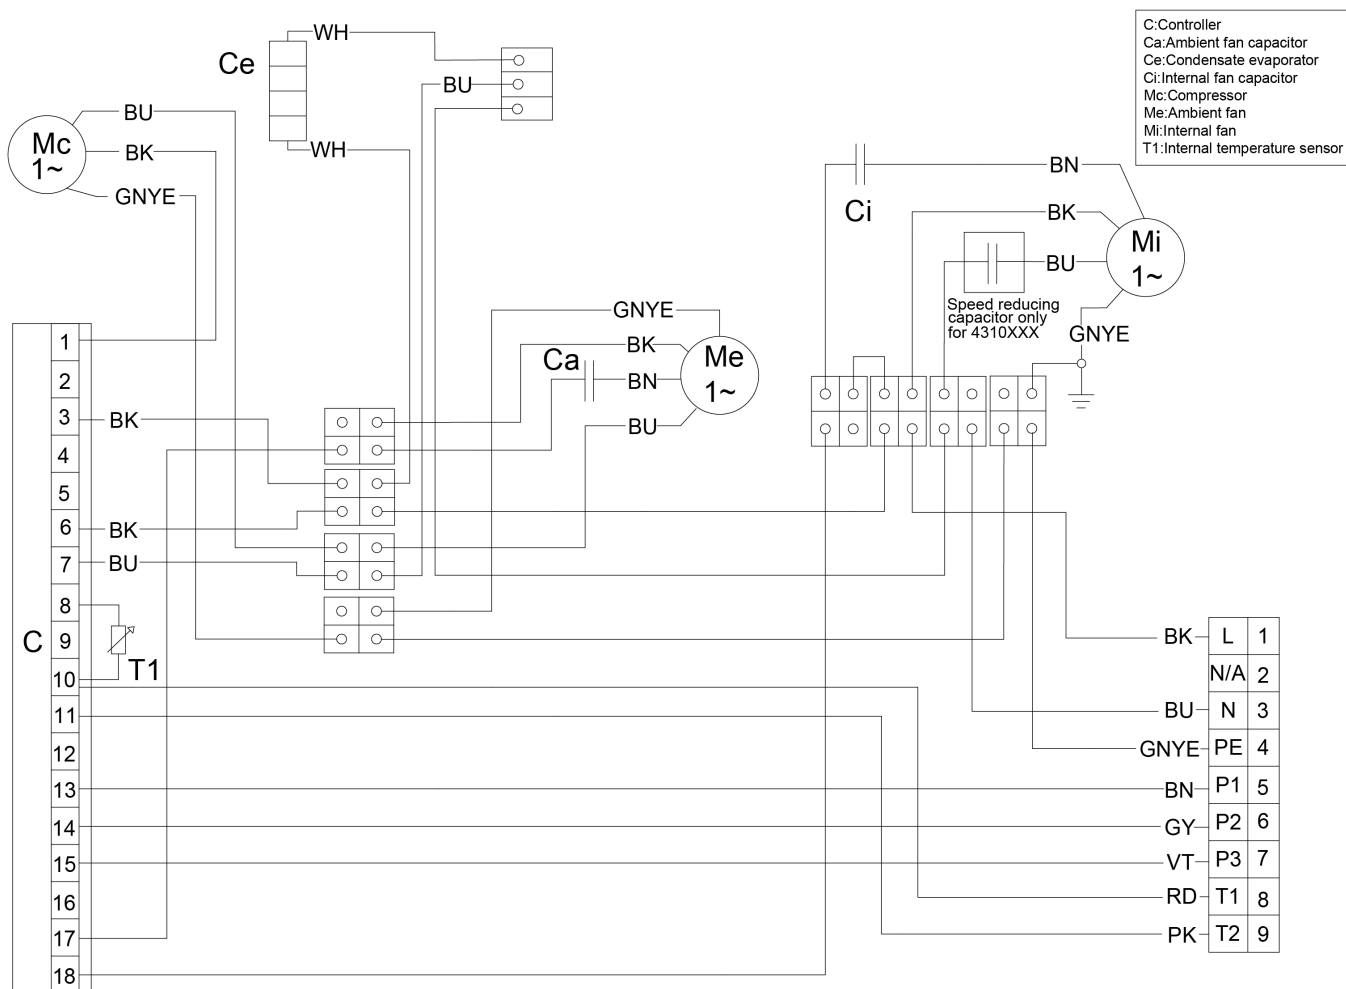 C:Controller
Ca:Ambient fan capacitor
Ce:Condensate evaporator
Ci:Internal fan capacitor
Mc:Compressor
Me:Ambient fan
Mi:Internal fan
T1:Internal temperature sensor
WH
Ce
BU
WH
BU
Mc
1~
BK
GNYE
BN
Ci
BK
Mi
1~
BU
Speed reducing
capacitor only
for 4310XXX
GNYE
GNYE
BK
Ca
BN
Me
1~
BU
C
1
2
3 BK
4
5
6 BK
7 BU
8
9
T1
10
11
12
13
14
15
16
17
18
BK L 1
N/A 2
BU N 3
GNYE PE 4
BN P1 5
GY P2 6
VT P3 7
RD T1 8
PK T2 9